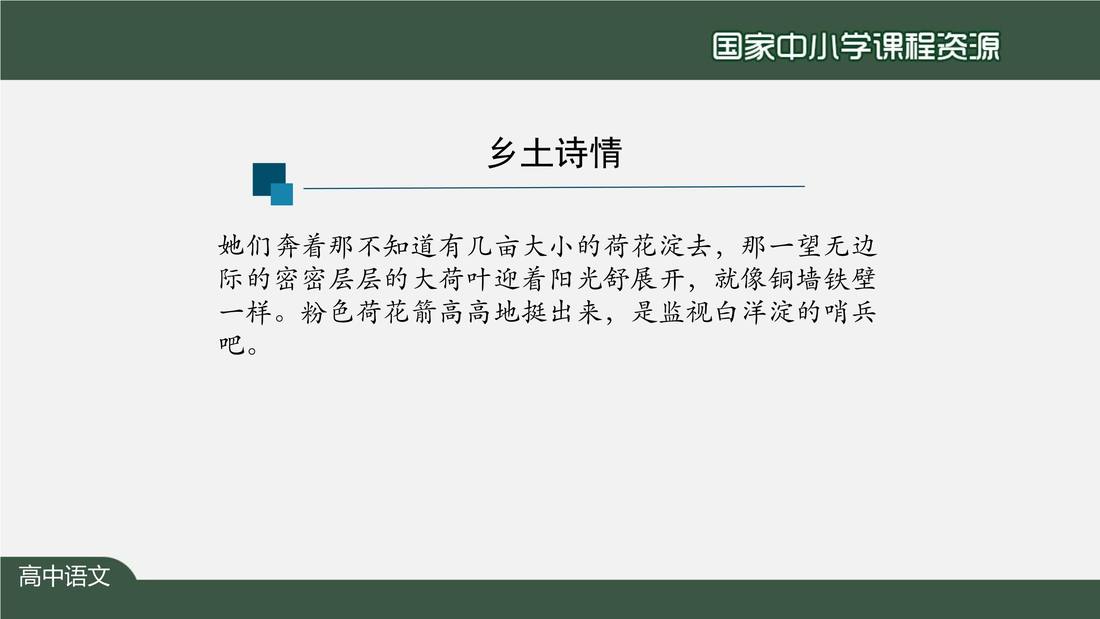 国家中小学课程资源
乡土诗情
她们奔着那不知道有几亩大小的荷花淀去，那一望无边
际的密密层层的大荷叶迎着阳光舒展开，就像铜墙铁壁
一样。粉色荷花箭高高地挺出来，是监视白洋淀的哨兵
吧。
高中语文